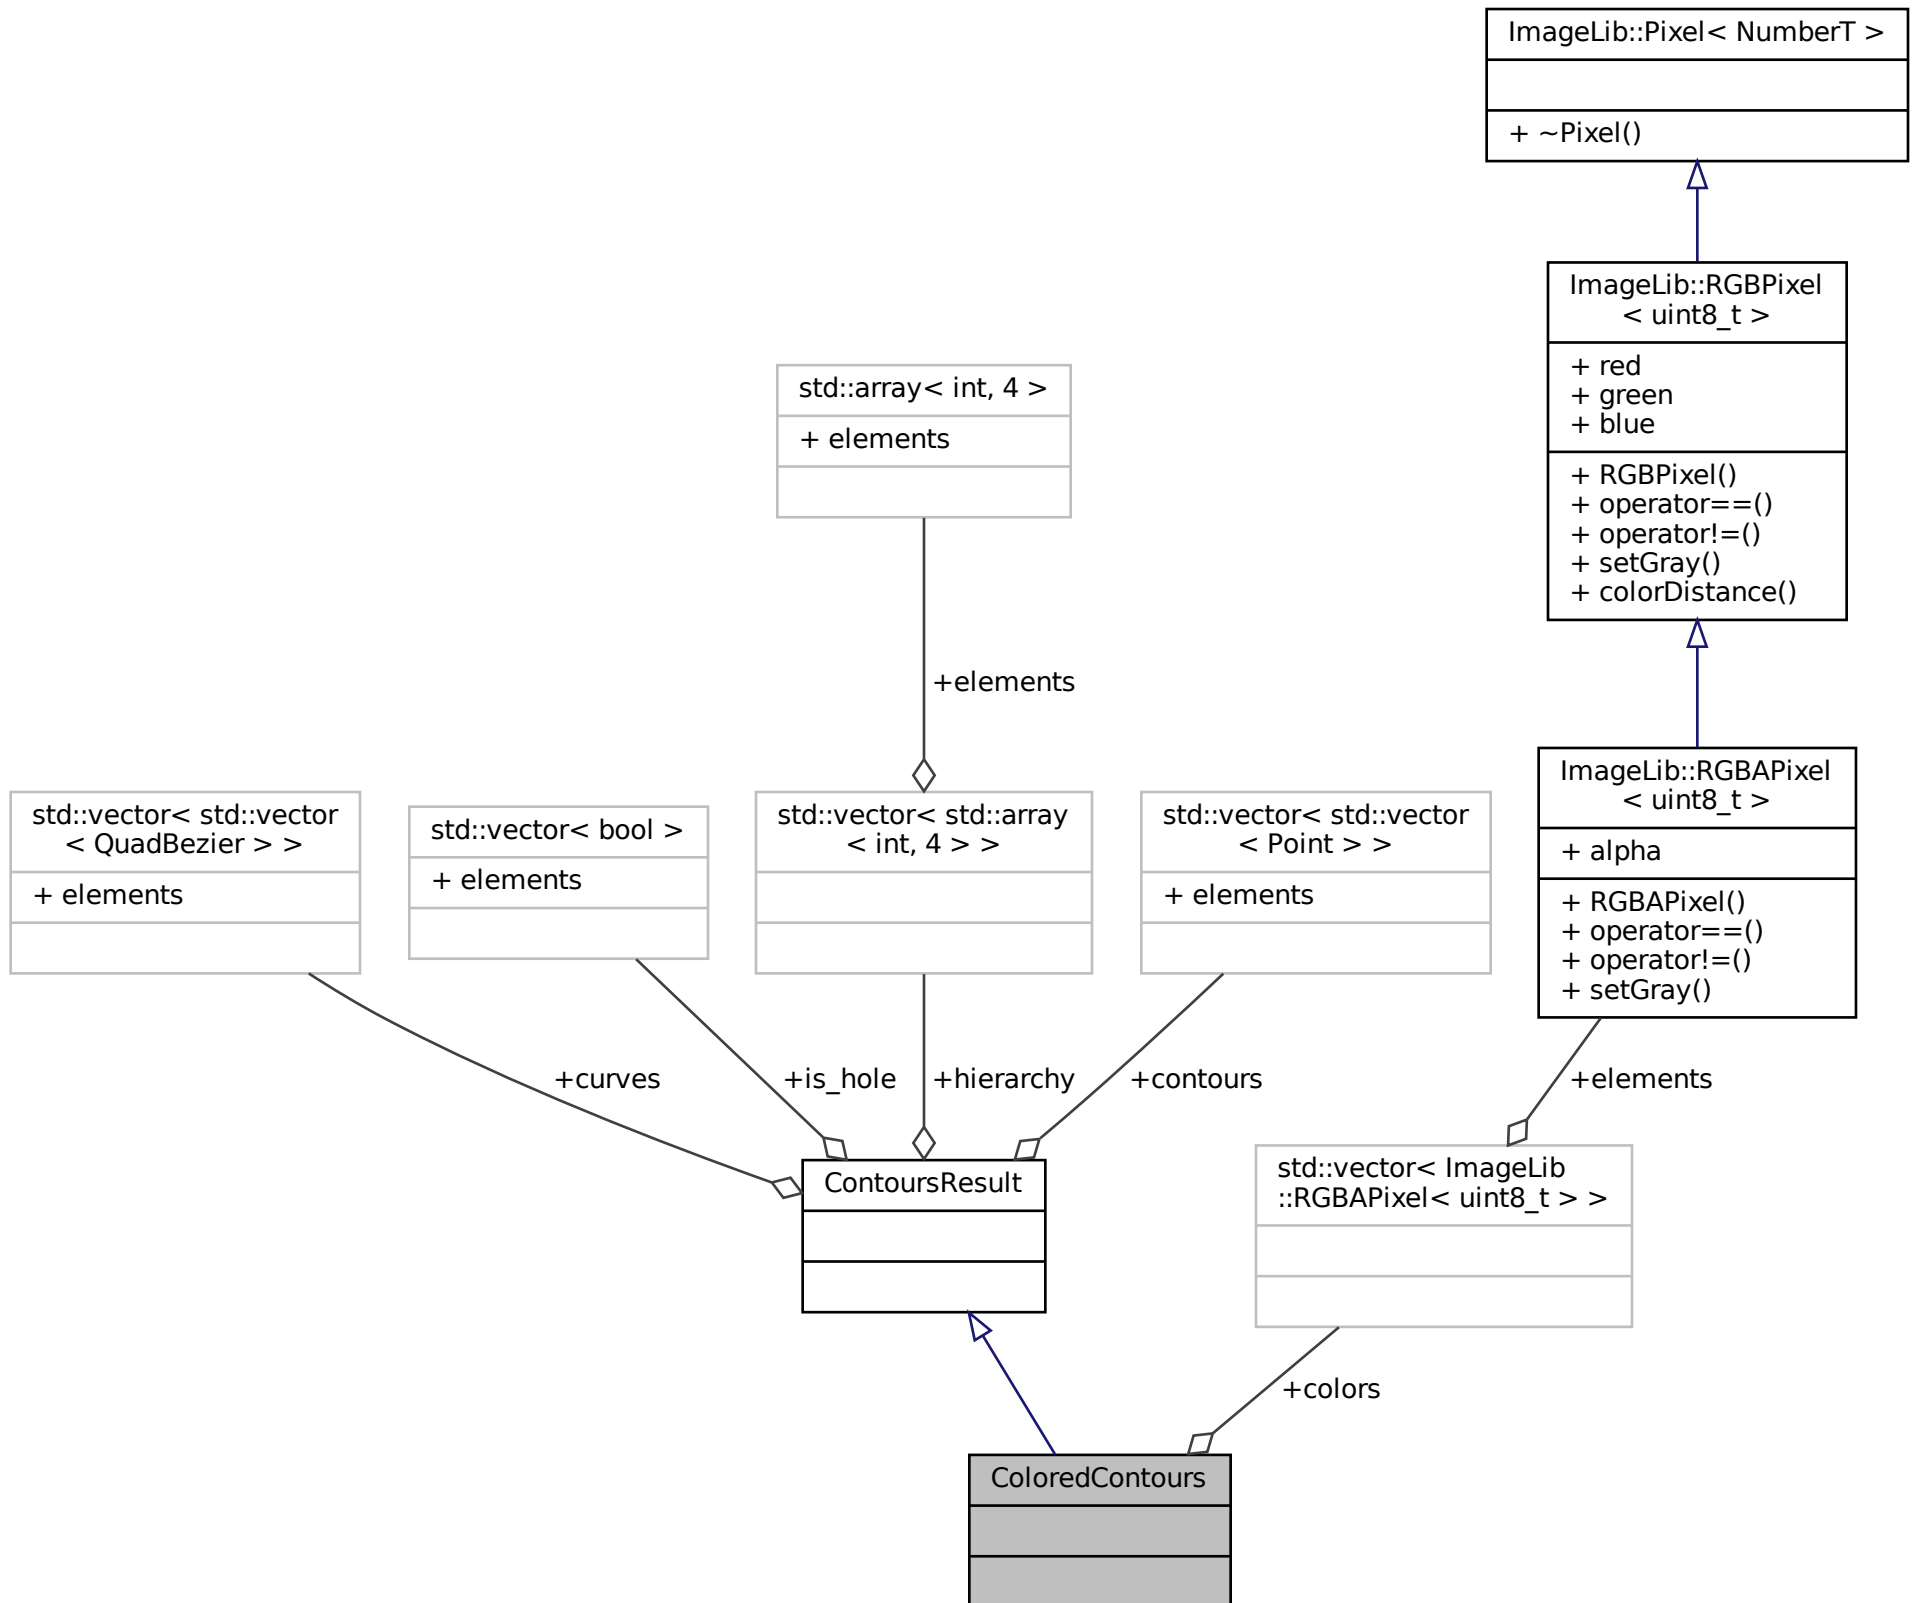 ImageLib::Pixel< NumberT >
+ ~Pixel()
ImageLib::RGBPixel
< uint8_t >
+ red
+ green
+ blue
+ RGBPixel()
+ operator==()
+ operator!=()
+ setGray()
+ colorDistance()
std::array< int, 4 >
+ elements
+elements
ImageLib::RGBAPixel
< uint8_t >
+ alpha
+ RGBAPixel()
+ operator==()
+ operator!=()
+ setGray()
std::vector< std::vector
< QuadBezier > >
+ elements
std::vector< bool >
+ elements
std::vector< std::array
< int, 4 > >
std::vector< std::vector
< Point > >
+ elements
+curves
+is_hole
+hierarchy
+contours
+elements
ContoursResult
std::vector< ImageLib
::RGBAPixel< uint8_t > >
+colors
ColoredContours